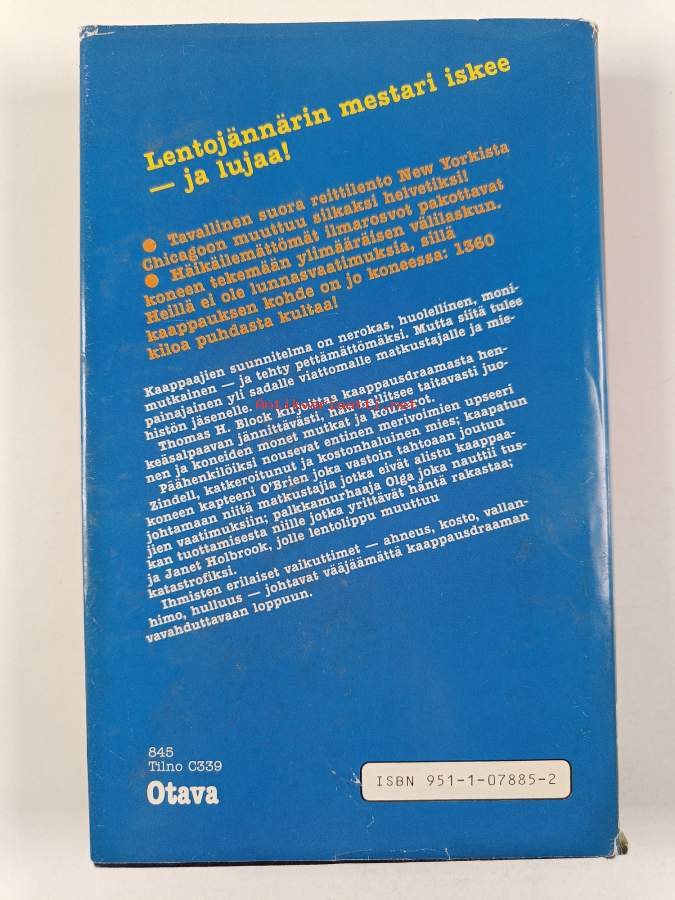 Lentojännärin mestari iskee
— ja lujaa!
● Tavallinen suora reittilento New Yorkista
Chicagoon muuttuu silkaksi helvetiksi!
● Häikäilemättömät ilmarosvot pakottavat
koneen tekemään ylimääräisen välilaskun.
Heillä ei ole lunnasvaatimuksia, sillä
kaappauksen kohde on jo koneessa: 1360
kiloa puhdasta kultaa!
Kaappaajien suunnitelma on nerokas, huolellinen, moni-
mutkainen — ja tehty pettämättömäksi. Mutta siitä tulee
painajainen yli sadalle viattomalle matkustajalle ja mie-
histön jäsenelle.
Thomas H. Block kirjoittaa kaappausdraamasta hen-
keäsalpaavan jännittävästi, hän hallitsee taitavasti juo-
nen ja koneiden monet mutkat ja koukerot.
Päähenkilöiksi nousevat entinen merivoimien upseeri
Zindell, katkeroitunut ja kostonhaluinen mies; kaapatun
koneen kapteeni O'Brien joka vastoin tahtoaan joutuu
johtamaan niitä matkustajia jotka eivät alistu kaappaa-
jien vaatimuksiin; palkkamurhaaja Olga joka nauttii tus-
kan tuottamisesta niille jotka yrittävät häntä rakastaa;
ja Janet Holbrook, jolle lentolippu muuttuu
katastrofiksi.
Ihmisten erilaiset vaikuttimet — ahneus, kosto, vallan-
himo, hulluus — johtavat vääjäämättä kaappausdraaman
vavahduttavaan loppuun.
Antikvariaatti.net
845
Tilno C339
Otava
ISBN 951-1-07885-2